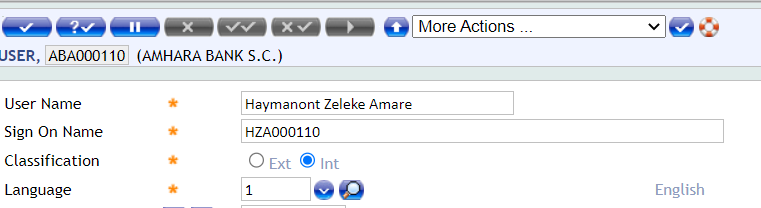 More Actions ...
USER, ABA000110 (AMHARA BANK S.C.)
User Name * Haymanont Zeleke Amare
Sign On Name * HZA000110
Classification * Ext Int
Language * 1 English